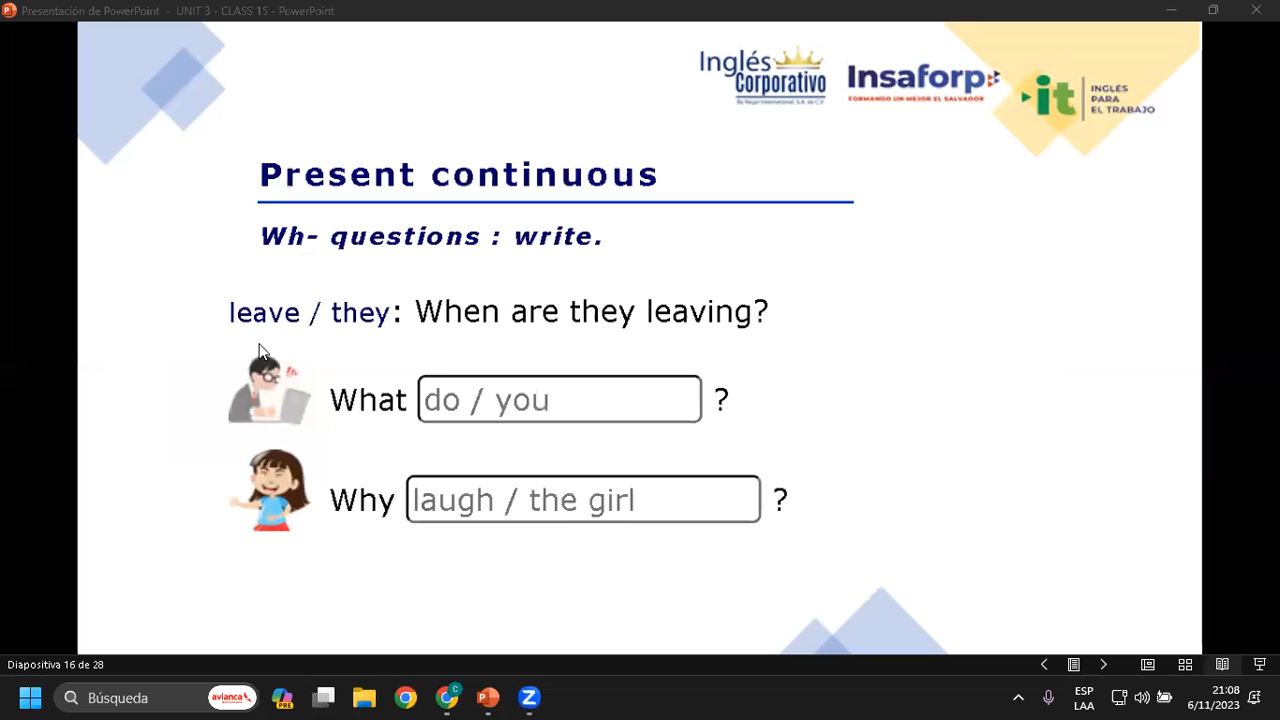 Presentación de PowerPoint - UNIT 3 - CLASS 15 - PowerPoint
Inglés
Corporativo
Insaforp
FORMANDO UN MEJOR EL SALVADOR
it
INGLÉS
PARA
EL TRABAJO
Present continuous
Wh- questions : write.
leave / they: When are they leaving?
What do / you ?
Why laugh / the girl ?
Diapositiva 16 de 28
Búsqueda
avianca
PRE
C
ESP
LAA
21:08
6/11/2023